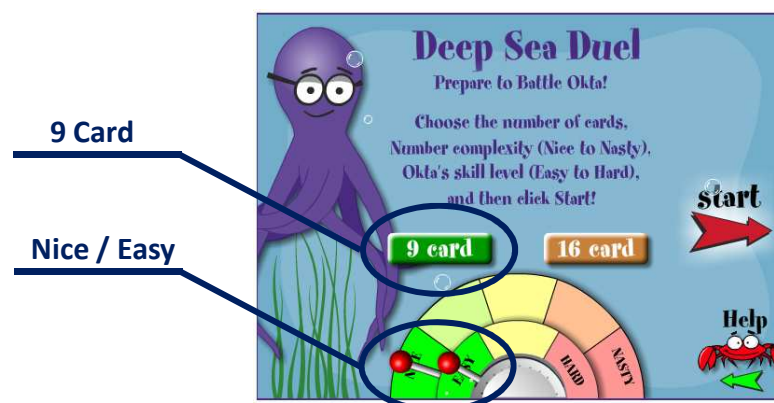 Deep Sea Duel
Prepare to Battle Okta!
Choose the number of cards,
Number complexity (Nice to Nasty),
Okta's skill level (Easy to Hard),
and then click Start!
9 Card
Nice / Easy
9 card
16 card
start
Help
NICE
EASY
HARD
NASTY